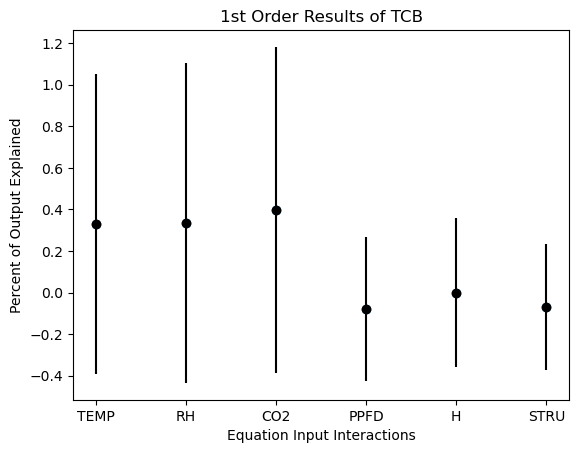 1st Order Results of TCB
Percent of Output Explained
1.2
1.0
0.8
0.6
0.4
0.2
0.0
−0.2
−0.4
TEMP RH CO2 PPFD H STRU
Equation Input Interactions